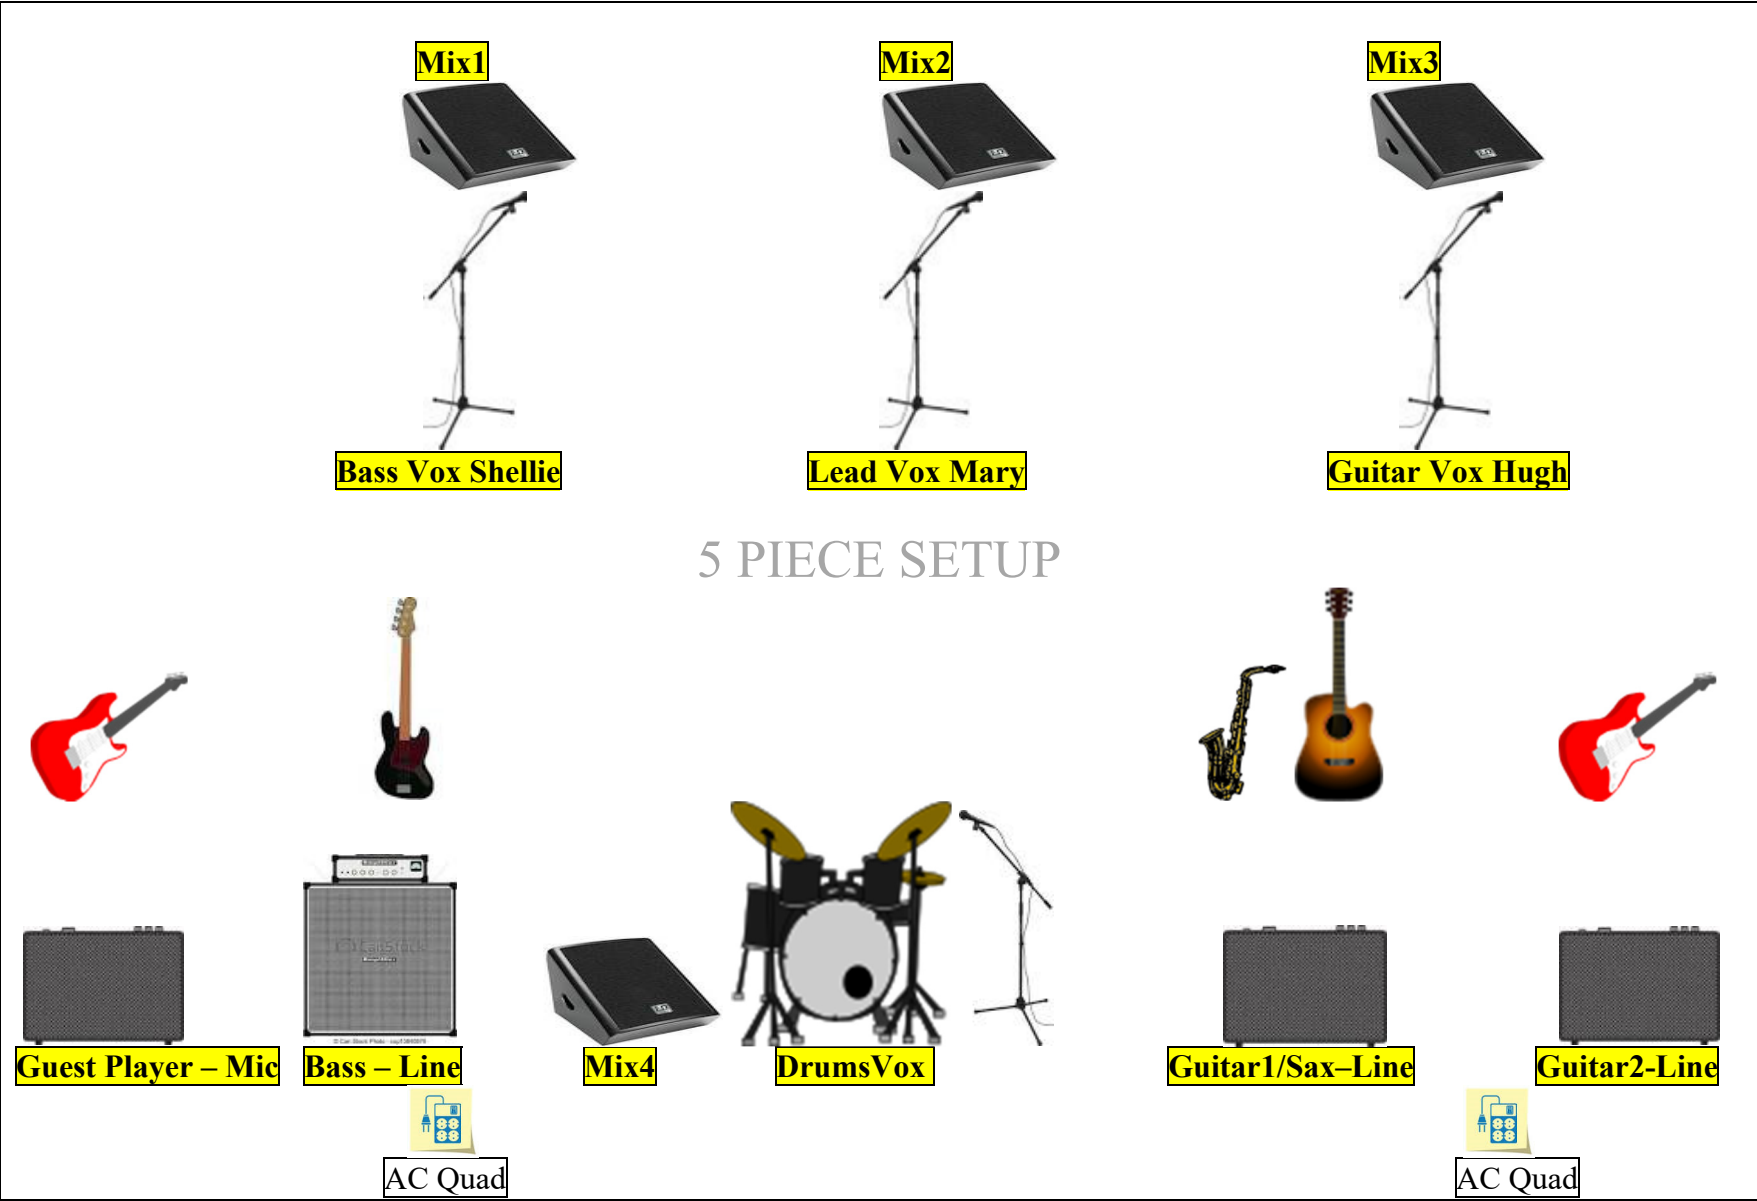 Mix1
Mix2
Mix3
Bass Vox Shellie
Lead Vox Mary
Guitar Vox Hugh
5 PIECE SETUP
Guest Player – Mic
Bass – Line
Mix4
DrumsVox
Guitar1/Sax–Line
Guitar2-Line
AC Quad
AC Quad